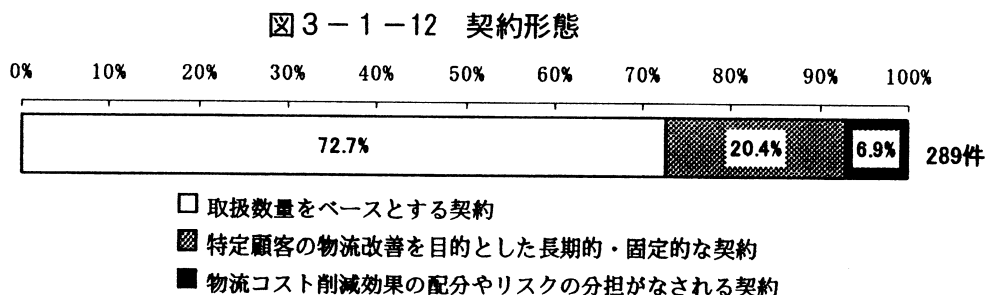 図3－1－12　契約形態
0% 10% 20% 30% 40% 50% 60% 70% 80% 90% 100%
72.7% 20.4% 6.9% 289件
取扱数量をベースとする契約
特定顧客の物流改善を目的とした長期的・固定的な契約
物流コスト削減効果の配分やリスクの分担がなされる契約